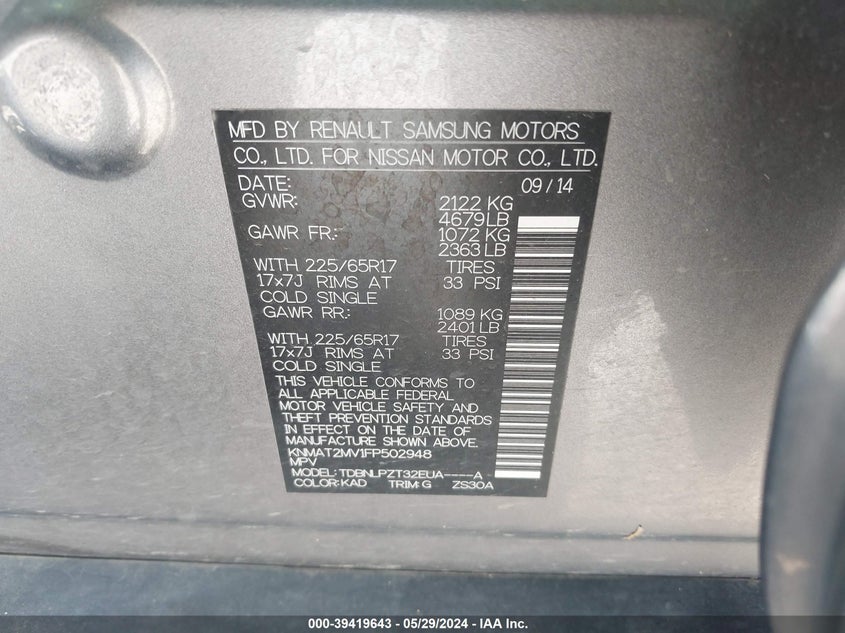 MFD BY RENAULT SAMSUNG MOTORS
CO., LTD. FOR NISSAN MOTOR CO., LTD.
DATE: 09/14
GVWR: 2122 KG
4679 LB
GAWR FR.: 1072 KG
2363 LB
WITH 225/65R17 TIRES
17x7J RIMS AT 33 PSI
COLD SINGLE
GAWR RR.: 1089 KG
2401 LB
WITH 225/65R17 TIRES
17x7J RIMS AT 33 PSI
COLD SINGLE
THIS VEHICLE CONFORMS TO
ALL APPLICABLE FEDERAL
MOTOR VEHICLE SAFETY AND
THEFT PREVENTION STANDARDS
IN EFFECT ON THE DATE OF
MANUFACTURE SHOWN ABOVE.
KNMAT2MV1FP502948
MPV
MODEL: TDBNLPZT32EUA----A
COLOR: KAD TRIM: G ZS30A
000-39419643 - 05/29/2024 - IAA Inc.